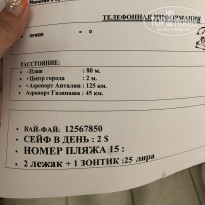 ТЕЛЕФОННАЯ ИНФОРМАЦИЯ
РАССТОЯНИЕ:
•Пляж : 80 м.
•Центр города : 2 м.
•Аэропорт Анталии : 125 км.
Аэропорт Газипаша : 45 км.
ВАЙ-ФАЙ: 12567850
СЕЙФ В ДЕНЬ : 2 $
НОМЕР ПЛЯЖА 15 :
2 лежак + 1 ЗОНТИК :25 лира